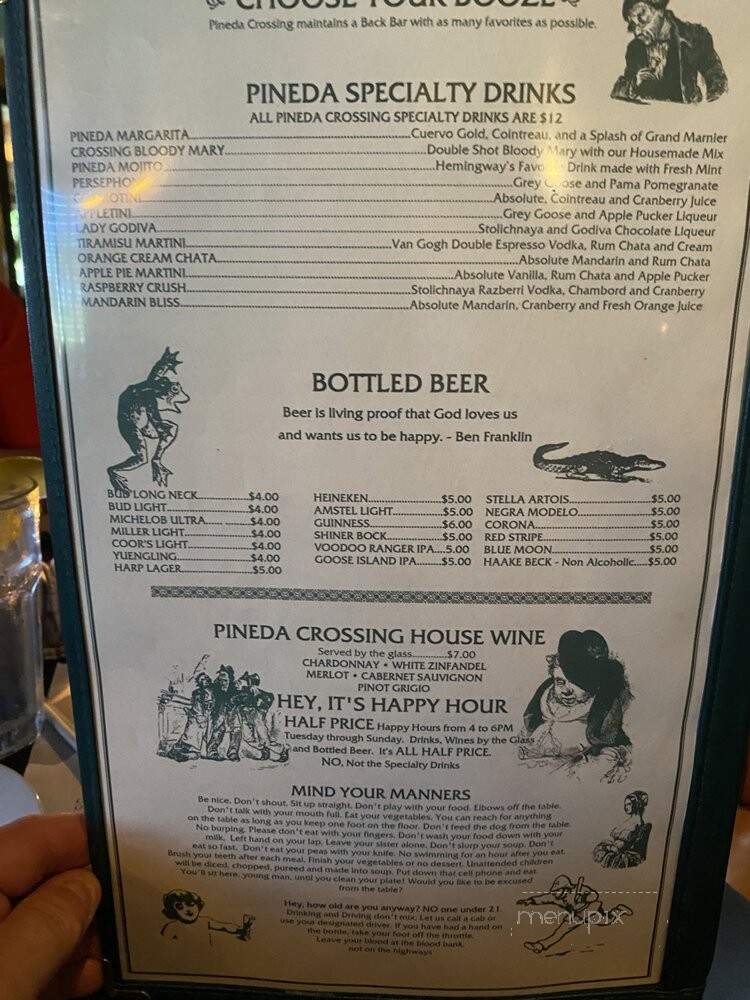 CHOOSE YOUR BOOZE
Pineda Crossing maintains a Back Bar with as many favorites as possible.
PINEDA SPECIALTY DRINKS
ALL PINEDA CROSSING SPECIALTY DRINKS ARE $12
PINEDA MARGARITA Cuervo Gold, Cointreau, and a Splash of Grand Marnier
CROSSING BLOODY MARY Double Shot Bloody Mary with our Housemade Mix
PINEDA MOJITO Hemingway's Drink made with Fresh Mint
Grey Goose and Pama Pomegranate
Absolute, Cointreau and Cranberry Juice
APPLETINI Grey Goose and Apple Pucker Liqueur
LADY GODIVA Stolichnaya and Godiva Chocolate Liqueur
TIRAMISU MARTINI Van Gogh Double Espresso Vodka, Rum Chata and Cream
ORANGE CREAM CHATA Absolute Mandarin and Rum Chata
APPLE PIE MARTINI Absolute Vanilla, Rum Chata and Apple Pucker
RASPBERRY CRUSH Stolichnaya Razberri Vodka, Chambord and Cranberry
MANDARIN BLISS Absolute Mandarin, Cranberry and Fresh Orange Juice
BOTTLED BEER
Beer is living proof that God loves us
and wants us to be happy. - Ben Franklin
BUD LONG NECK $4.00
BUD LIGHT $4.00
MICHELOB ULTRA $4.00
MILLER LIGHT $4.00
COOR'S LIGHT $4.00
YUENGLING $4.00
HARP LAGER $5.00
HEINEKEN $5.00
AMSTEL LIGHT $5.00
GUINNESS $6.00
SHINER BOCK $5.00
VOODOO RANGER IPA 5.00
GOOSE ISLAND IPA $5.00
STELLA ARTOIS $5.00
NEGRA MODELO $5.00
CORONA $5.00
RED STRIPE $5.00
BLUE MOON $5.00
HAAKE BECK - Non Alcoholic $5.00
PINEDA CROSSING HOUSE WINE
Served by the glass $7.00
CHARDONNAY • WHITE ZINFANDEL
MERLOT • CABERNET SAUVIGNON
PINOT GRIGIO
HEY, IT'S HAPPY HOUR
HALF PRICE Happy Hours from 4 to 6PM
Tuesday through Sunday. Drinks, Wines by the Glass
and Bottled Beer. It's ALL HALF PRICE.
NO, Not the Specialty Drinks
MIND YOUR MANNERS
Be nice. Don't shout. Sit up straight. Don't play with your food. Elbows off the table.
Don't talk with your mouth full. Eat your vegetables. You can reach for anything
on the table as long as you keep one foot on the floor. Don't feed the dog from the table.
No burping. Please don't eat with your fingers. Don't wash your food down with your
milk. Left hand on your lap. Leave your sister alone. Don't slurp your soup. Don't
eat so fast. Don't eat your peas with your knife. No swimming for an hour after you eat.
Brush your teeth after each meal. Finish your vegetables or no dessert. Unattended children
will be diced, chopped, pureed and made into soup. Put down that cell phone and eat
You'll sit here, young man, until you clean your plate! Would you like to be excused
from the table?
Hey, how old are you anyway? NO one under 21.
Drinking and Driving don't mix. Let us call a cab or
use your designated driver. If you have had a hand on
the bottle, take your foot off the throttle.
Leave your blood at the blood bank,
not on the highways
menupix